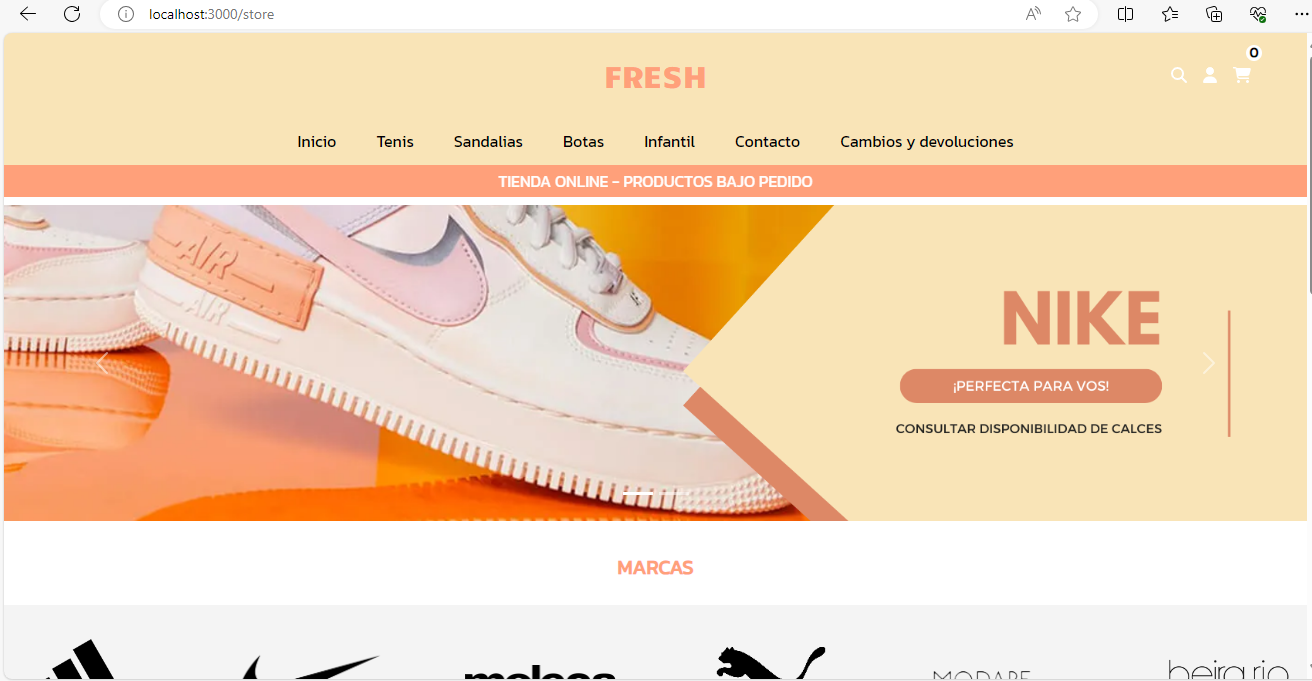 localhost:3000/store
0
FRESH
Inicio Tenis Sandalias Botas Infantil Contacto Cambios y devoluciones
TIENDA ONLINE - PRODUCTOS BAJO PEDIDO
AIR
AIR
NIKE
¡PERFECTA PARA VOS!
CONSULTAR DISPONIBILIDAD DE CALCES
MARCAS
MODARE beira rio